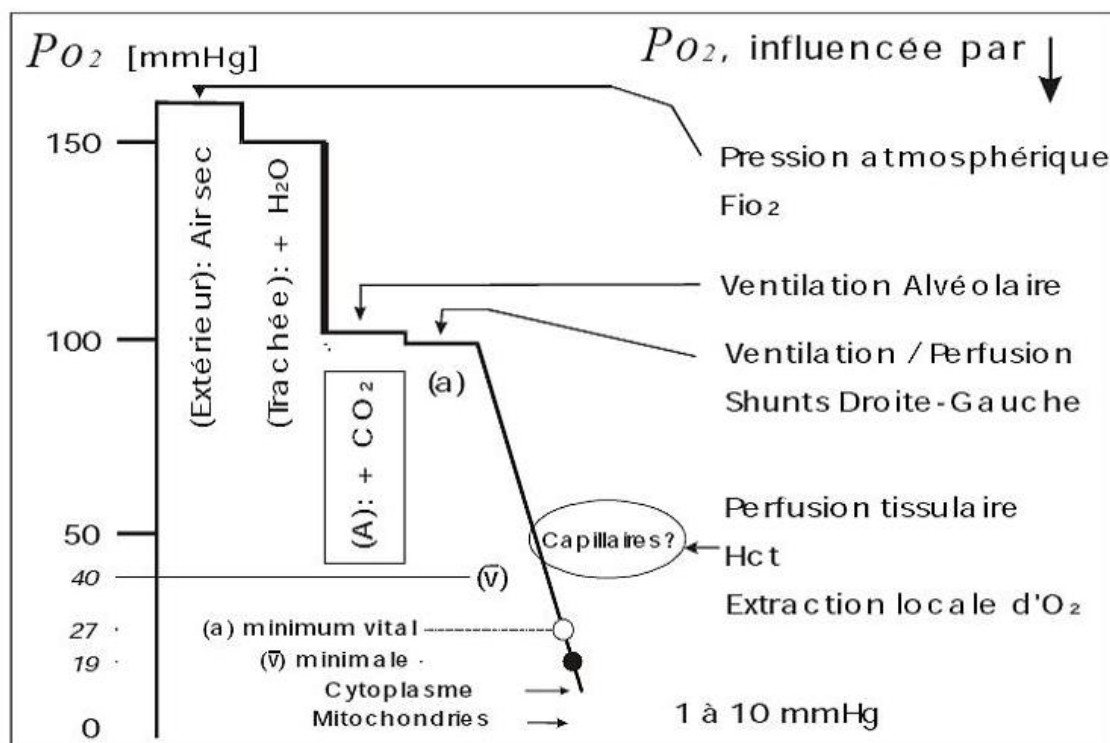 Po₂ [mmHg]
Po₂, influencée par
150
100
50
40
27
19
0
(Extérieur): Air sec
(Trachée): + H₂O
(A): + CO₂
(a)
(v̅)
Capillaires?
(a) minimum vital
(v̅) minimale
Cytoplasme
Mitochondries
Pression atmosphérique
Fio₂
Ventilation Alvéolaire
Ventilation / Perfusion
Shunts Droite-Gauche
Perfusion tissulaire
Hct
Extraction locale d'O₂
1 à 10 mmHg